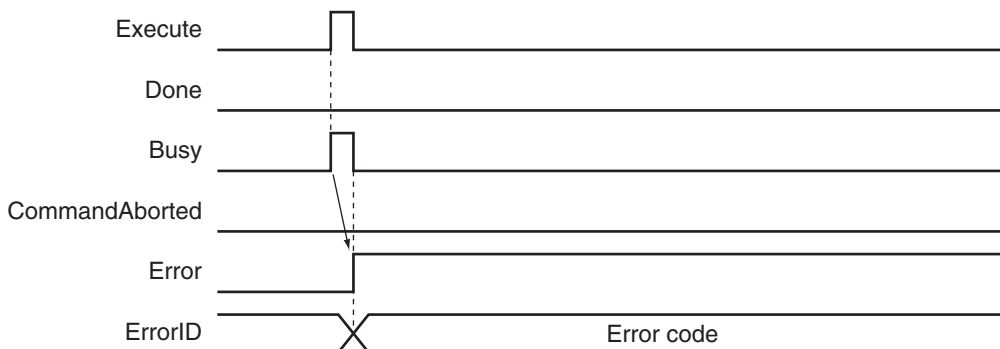 Execute
Done
Busy
CommandAborted
Error
ErrorID
Error code